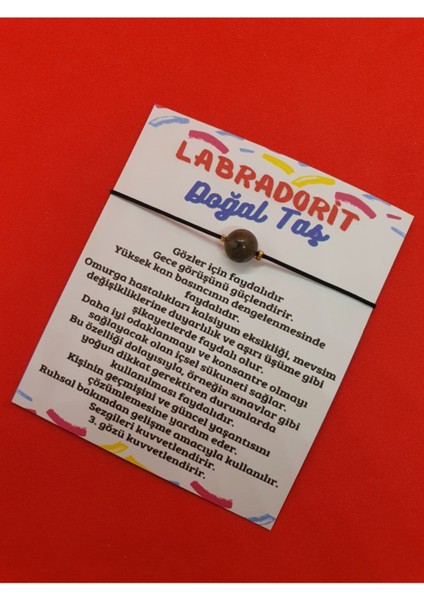 LABRADORİT
Doğal Taş
Gözler için faydalıdır
Gece görüşünü güçlendirir.
Yüksek kan basıncının dengelenmesinde
faydalıdır.
Omurga hastalıkları kalsiyum eksikliği, mevsim
değişikliklerine duyarlılık ve aşırı üşüme gibi
şikayetlerde faydalı olur.
Daha iyi odaklanmayı ve konsantre olmayı
sağlayacak olan içsel sükuneti sağlar.
Bu özelliği dolayısıyla, örneğin sınavlar gibi
yoğun dikkat gerektiren durumlarda
kullanılması faydalıdır.
Kişinin geçmişini ve güncel yaşantısını
çözümlemesine yardım eder.
Ruhsal bakımdan gelişme amacıyla kullanılır.
Sezgileri kuvvetlendirir.
3. gözü kuvvetlendirir.